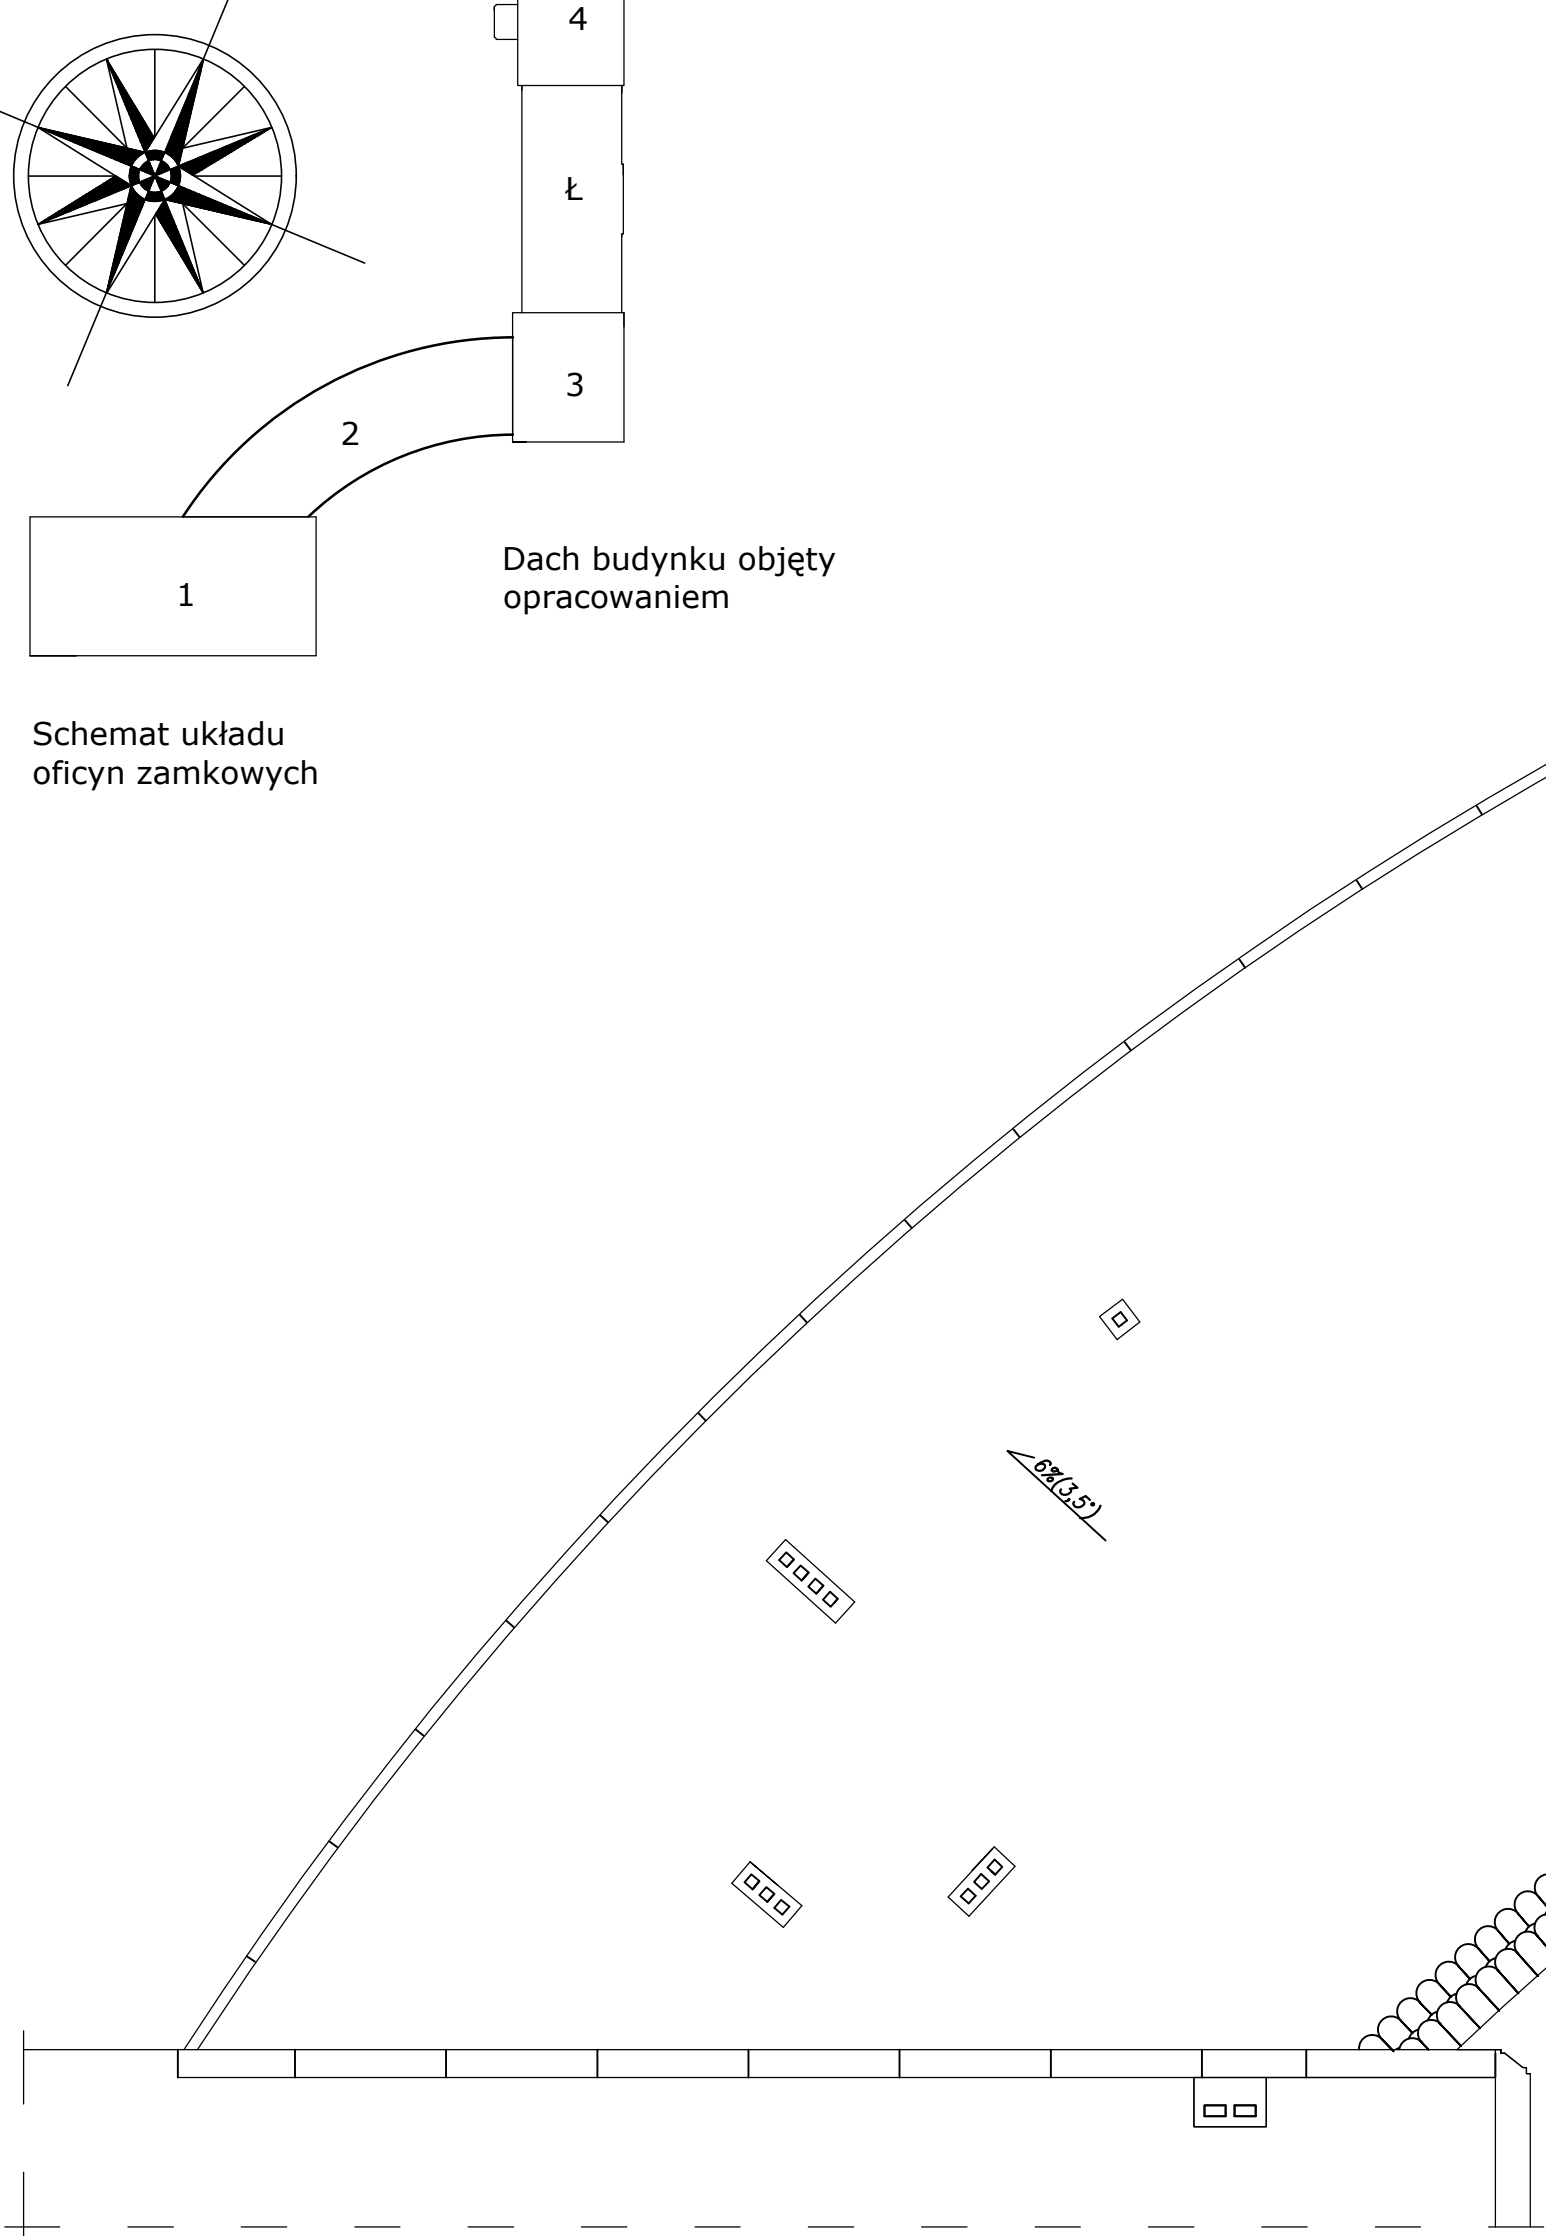 4
Ł
3
2
1
Dach budynku objęty
opracowaniem
Schemat układu
oficyn zamkowych
6%(3,5°)